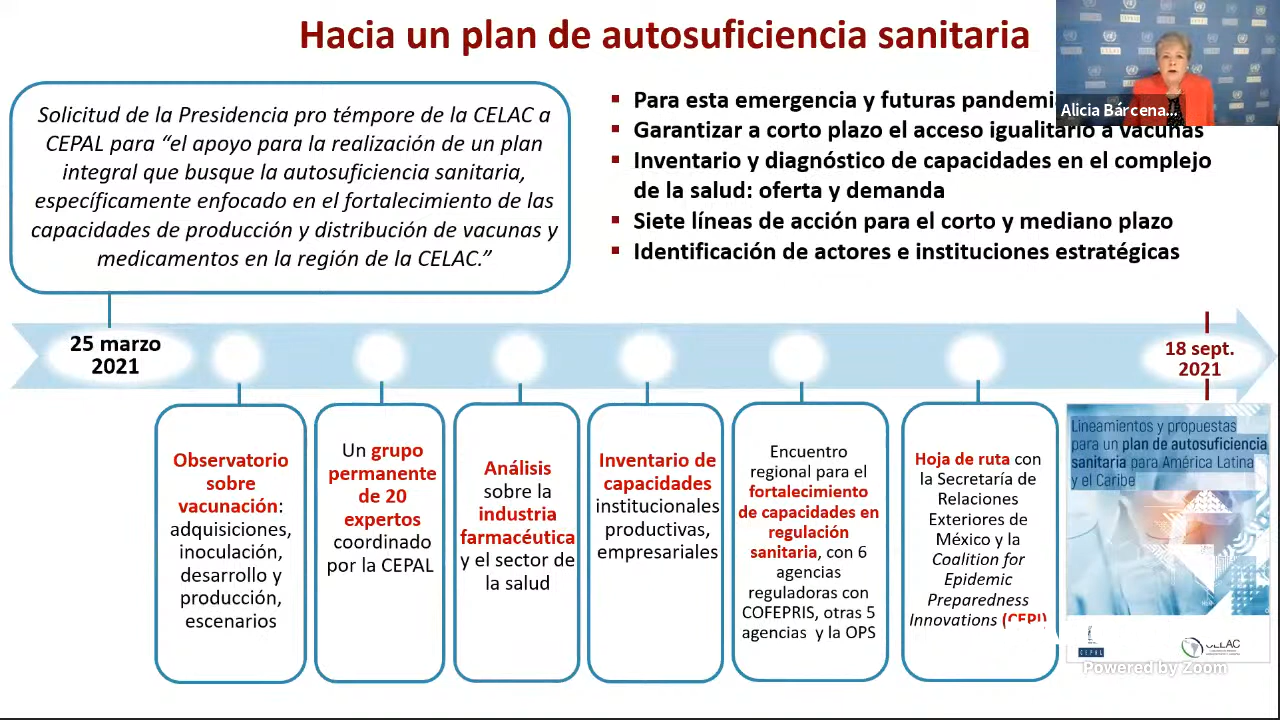 Hacia un plan de autosuficiencia sanitaria
Alicia Bárcena...
Solicitud de la Presidencia pro témpore de la CELAC a
CEPAL para “el apoyo para la realización de un plan
integral que busque la autosuficiencia sanitaria,
específicamente enfocado en el fortalecimiento de las
capacidades de producción y distribución de vacunas y
medicamentos en la región de la CELAC.”
▪ Para esta emergencia y futuras
▪ Garantizar a corto plazo el acceso igualitario a vacunas
▪ Inventario y diagnóstico de capacidades en el complejo
de la salud: oferta y demanda
▪ Siete líneas de acción para el corto y mediano plazo
▪ Identificación de actores e instituciones estratégicas
25 marzo
2021
18 sept.
2021
Observatorio
sobre
vacunación:
adquisiciones,
inoculación,
desarrollo y
producción,
escenarios
Un grupo
permanente
de 20
expertos
coordinado
por la CEPAL
Análisis
sobre la
industria
farmacéutica
y el sector de
la salud
Inventario de
capacidades
institucionales
productivas,
empresariales
Encuentro
regional para el
fortalecimiento
de capacidades en
regulación
sanitaria, con 6
agencias
reguladoras con
COFEPRIS, otras 5
agencias y la OPS
Hoja de ruta con
la Secretaría de
Relaciones
Exteriores de
México y la
Coalition for
Epidemic
Preparedness
Innovations (CEPI)
Lineamientos y propuestas
para un plan de autosuficiencia
sanitaria para América Latina
y el Caribe
CEPAL
CELAC
Powered by Zoom